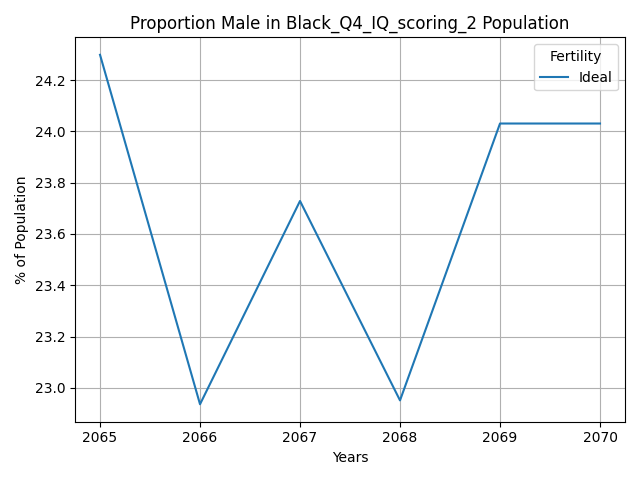 Proportion Male in Black_Q4_IQ_scoring_2 Population
Fertility
Ideal
24.2
24.0
23.8
23.6
23.4
23.2
23.0
% of Population
2065 2066 2067 2068 2069 2070
Years